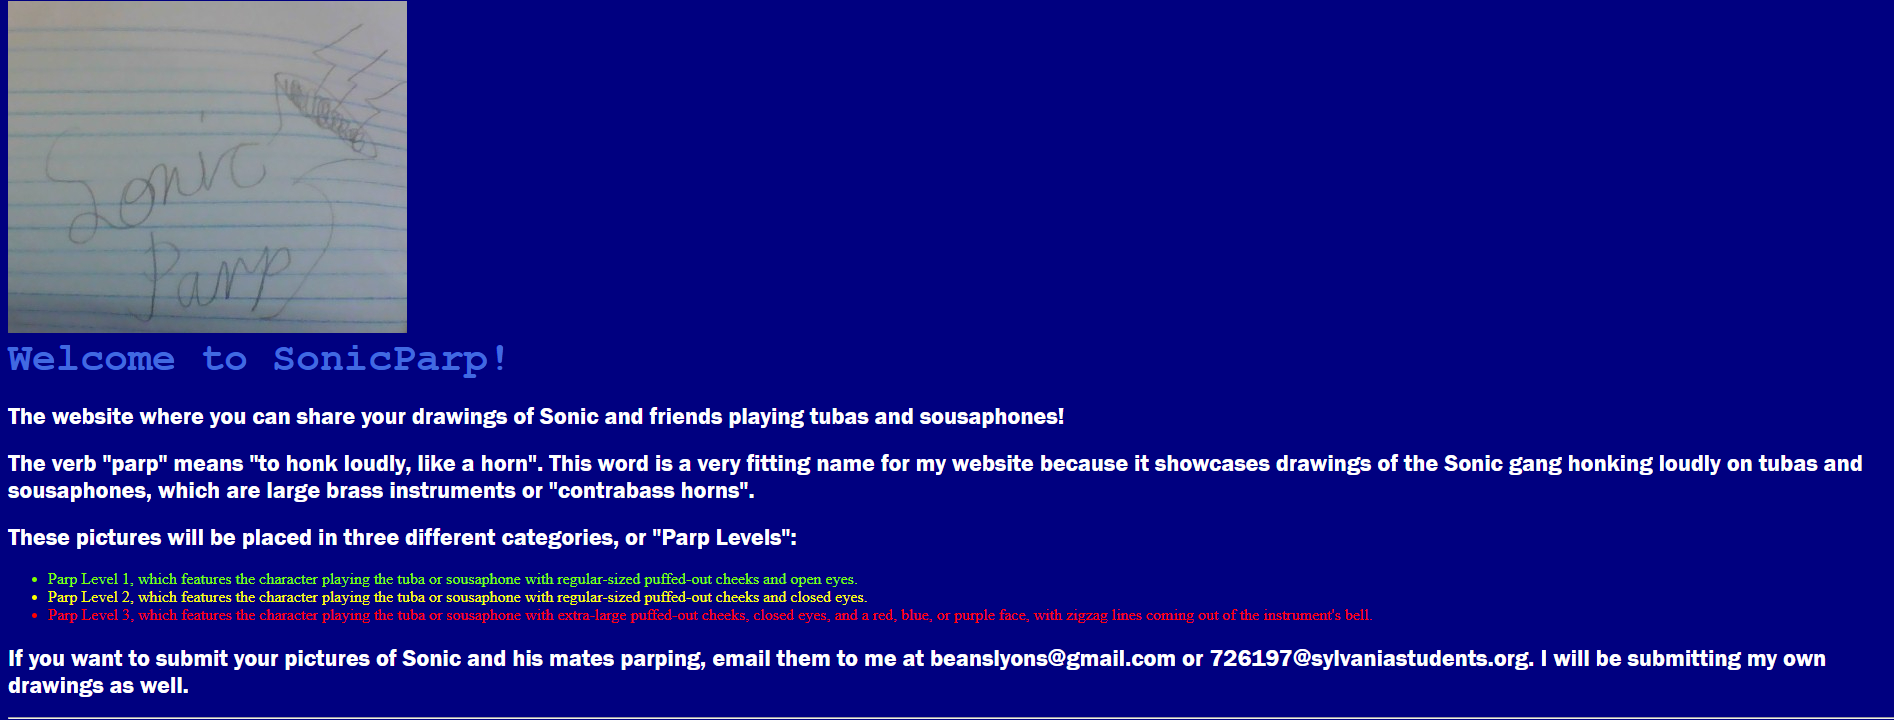 Sonic
Parp
Welcome to SonicParp!
The website where you can share your drawings of Sonic and friends playing tubas and sousaphones!
The verb "parp" means "to honk loudly, like a horn". This word is a very fitting name for my website because it showcases drawings of the Sonic gang honking loudly on tubas and
sousaphones, which are large brass instruments or "contrabass horns".
These pictures will be placed in three different categories, or "Parp Levels":
• Parp Level 1, which features the character playing the tuba or sousaphone with regular-sized puffed-out cheeks and open eyes.
• Parp Level 2, which features the character playing the tuba or sousaphone with regular-sized puffed-out cheeks and closed eyes.
• Parp Level 3, which features the character playing the tuba or sousaphone with extra-large puffed-out cheeks, closed eyes, and a red, blue, or purple face, with zigzag lines coming out of the instrument's bell.
If you want to submit your pictures of Sonic and his mates parping, email them to me at beanslyons@gmail.com or 726197@sylvaniastudents.org. I will be submitting my own
drawings as well.